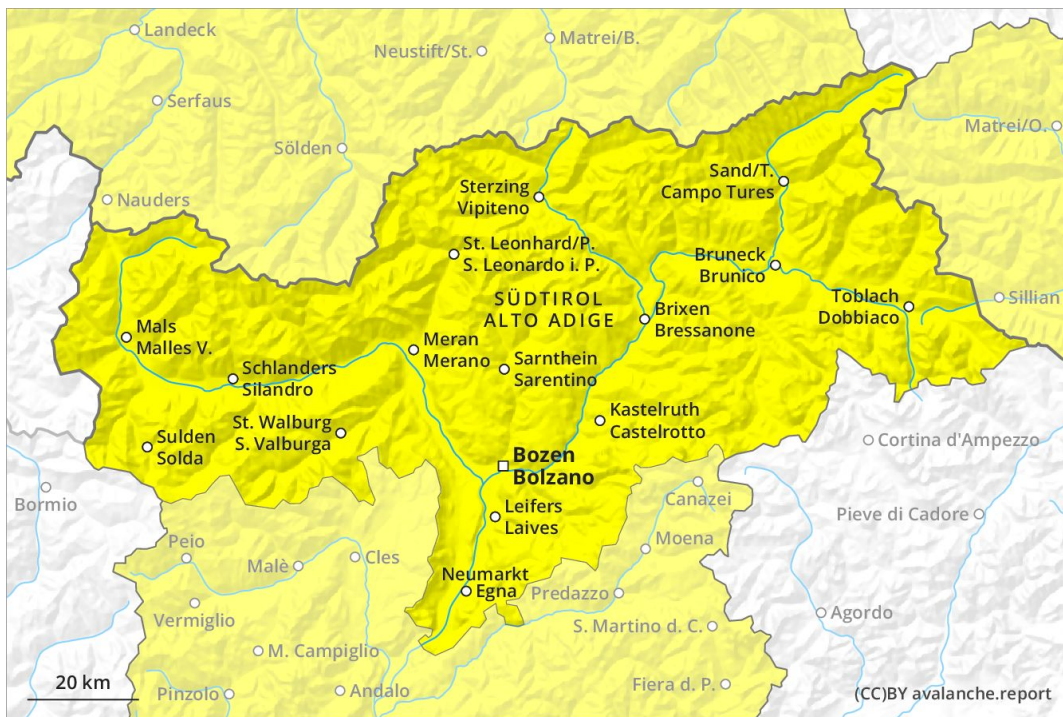 Landeck
Neustift/St.
Matrei/B.
Serfaus
Sölden
Matrei/O.
Nauders
Sterzing
Vipiteno
Sand/T.
Campo Tures
St. Leonhard/P.
S. Leonardo i. P.
Bruneck
Brunico
SÜDTIROL
ALTO ADIGE
Toblach
Dobbiaco
Sillian
Mals
Malles V.
Meran
Merano
Brixen
Bressanone
Schlanders
Silandro
Sarnthein
Sarentino
St. Walburg
S. Valburga
Kastelruth
Castelrotto
Sulden
Solda
Cortina d'Ampezzo
Bozen
Bolzano
Bormio
Canazei
Leifers
Laives
Pieve di Cadore
Peio
Malè
Cles
Moena
Neumarkt
Egna
Predazzo
Vermiglio
Agordo
S. Martino d. C.
M. Campiglio
20 km
Pinzolo
Andalo
Fiera d. P.
(CC)BY avalanche.report